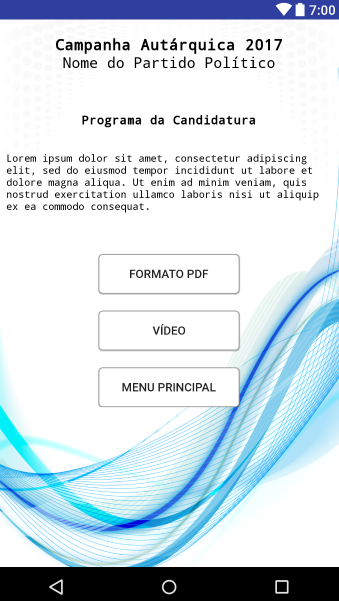 7:00
Campanha Autárquica 2017
Nome do Partido Político
Programa da Candidatura
Lorem ipsum dolor sit amet, consectetur adipiscing
elit, sed do eiusmod tempor incididunt ut labore et
dolore magna aliqua. Ut enim ad minim veniam, quis
nostrud exercitation ullamco laboris nisi ut aliquip
ex ea commodo consequat.
FORMATO PDF
VÍDEO
MENU PRINCIPAL